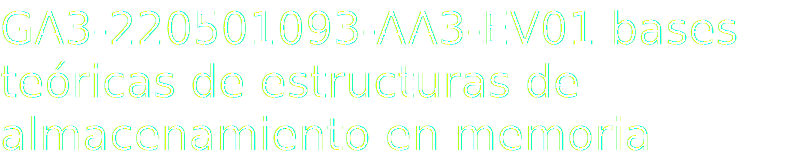 GA3-220501093-AA3-EV01 bases
teóricas de estructuras de
almacenamiento en memoria